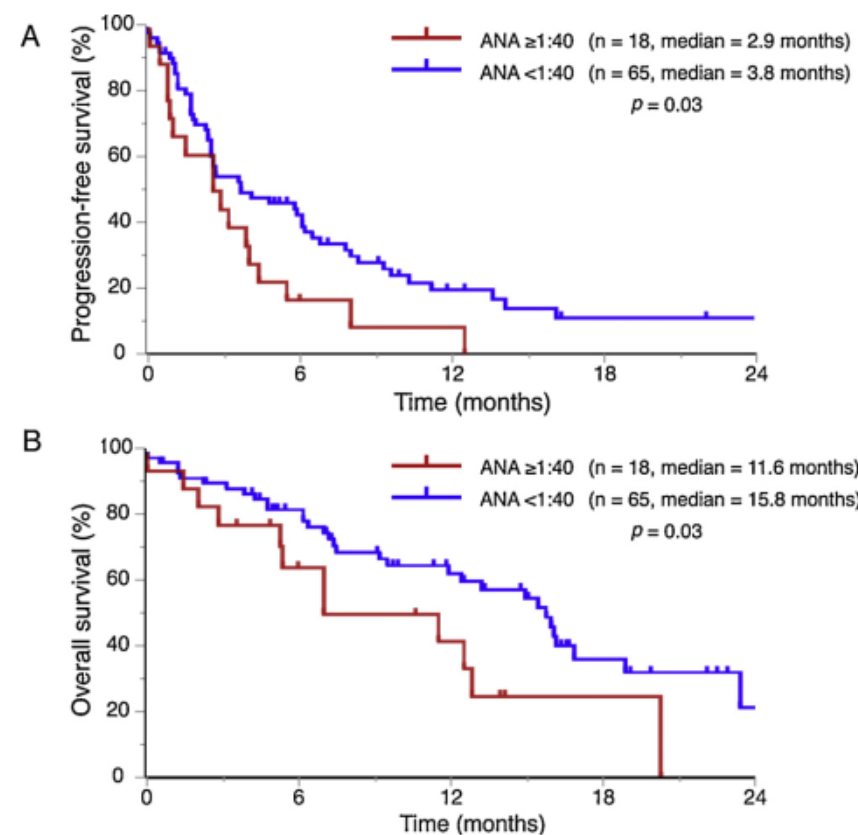 A
Progression-free survival (%)
100
80
60
40
20
0
ANA ≥1:40 (n = 18, median = 2.9 months)
ANA <1:40 (n = 65, median = 3.8 months)
p = 0.03
0 6 12 18 24
Time (months)
B
Overall survival (%)
100
80
60
40
20
0
ANA ≥1:40 (n = 18, median = 11.6 months)
ANA <1:40 (n = 65, median = 15.8 months)
p = 0.03
0 6 12 18 24
Time (months)